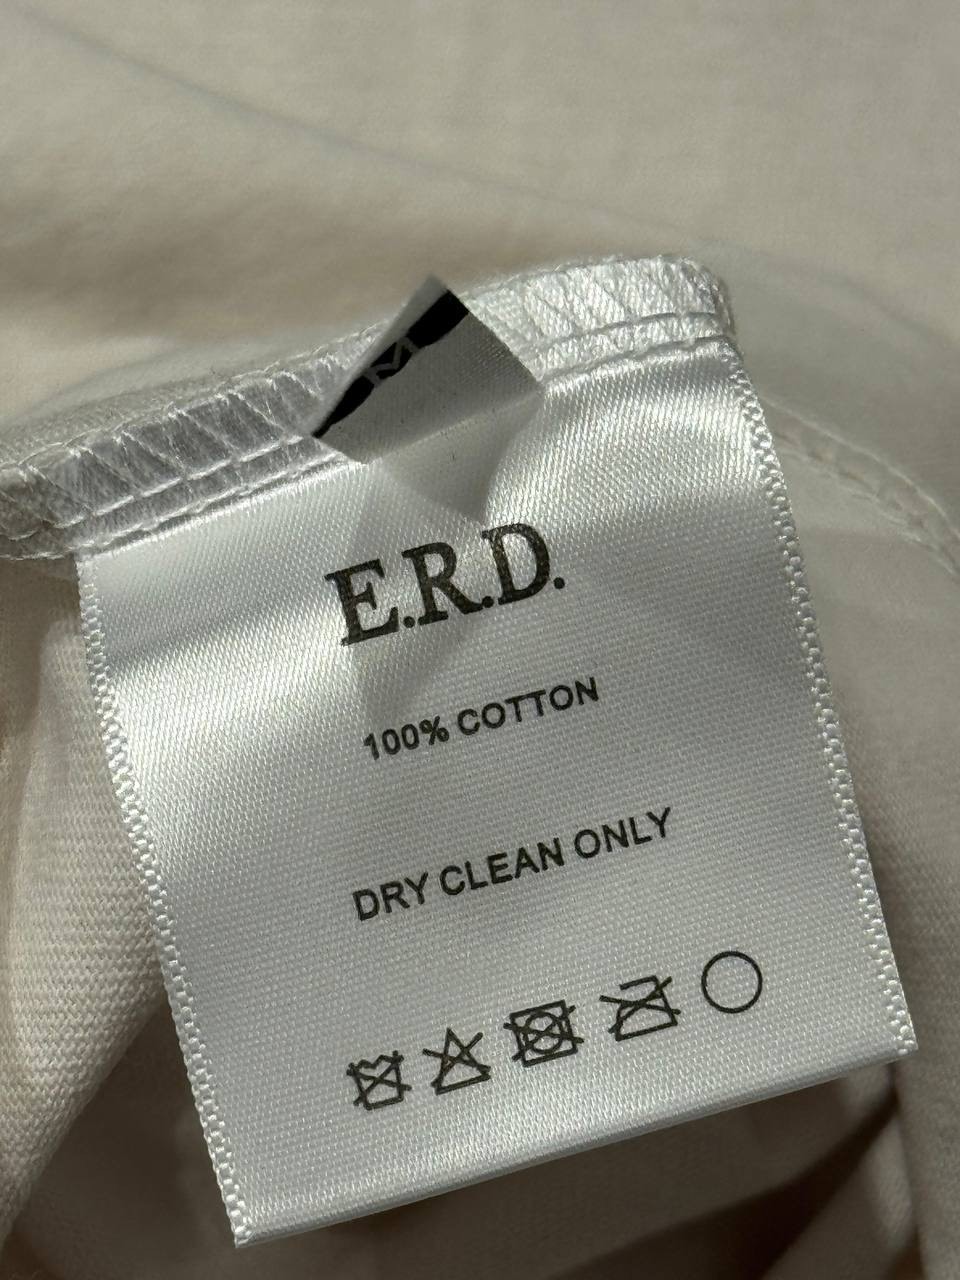 M
E.R.D.
100% COTTON
DRY CLEAN ONLY